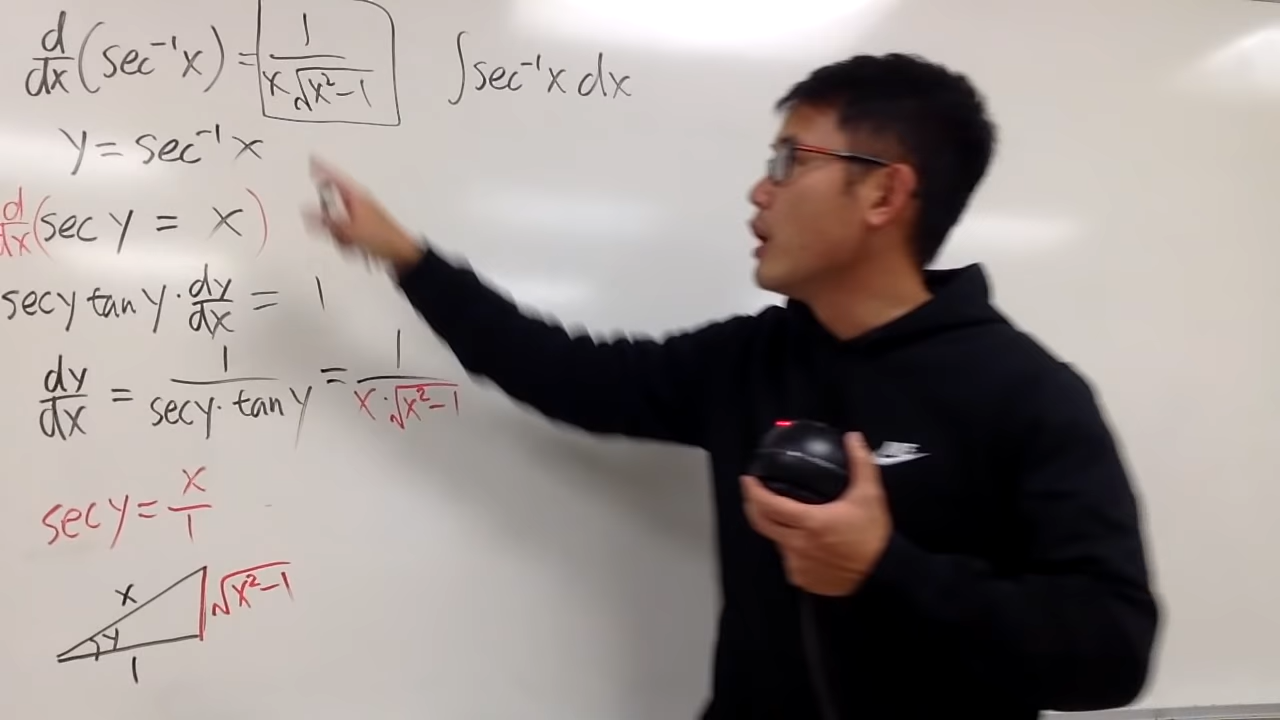 d/dx (sec⁻¹x) = 1/(x√(x²-1)) ∫sec⁻¹x dx
y = sec⁻¹x
d/dx (sec y = x)
sec y tan y · dy/dx = 1
dy/dx = 1/(sec y · tan y) = 1/(x·√(x²-1))
sec y = x/1
x √(x²-1)
y
1